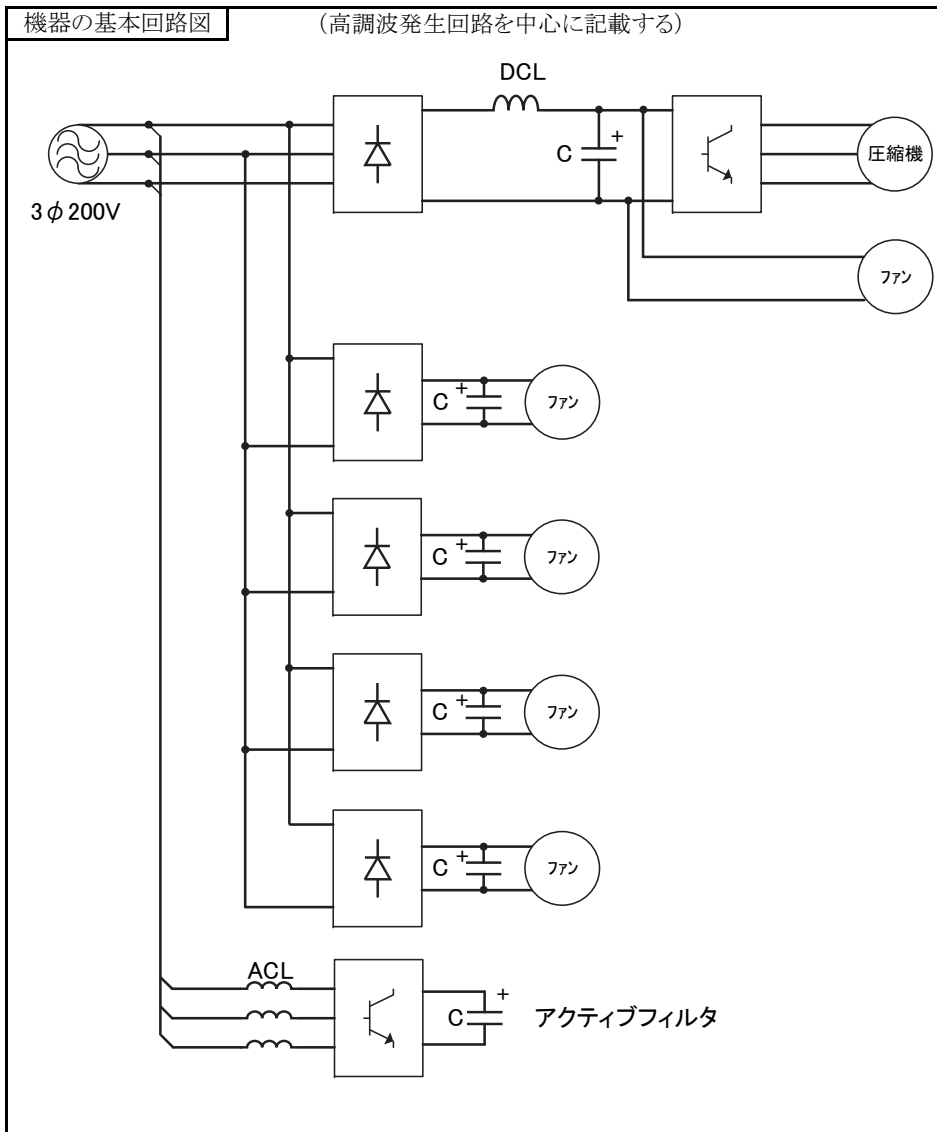 機器の基本回路図 (高調波発生回路を中心に記載する)
DCL
C +
圧縮機
3φ200V
ファン
C + ファン
C + ファン
C + ファン
C + ファン
ACL
C + アクティブフィルタ